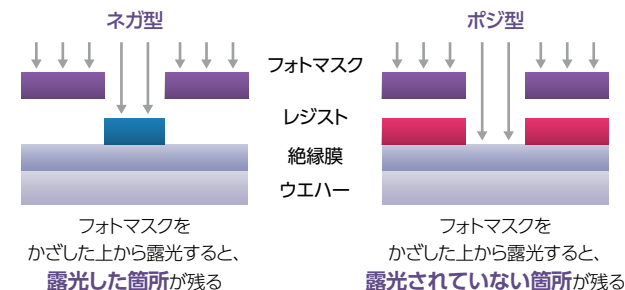 ネガ型
ポジ型
フォトマスク
レジスト
絶縁膜
ウエハー
フォトマスクを
かざした上から露光すると、
露光した箇所が残る
フォトマスクを
かざした上から露光すると、
露光されていない箇所が残る